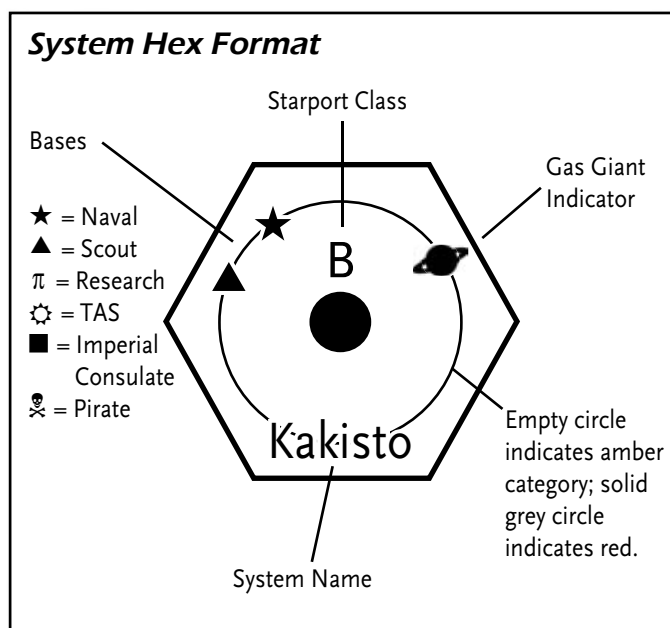 System Hex Format
Starport Class
Bases
Gas Giant
Indicator
★ = Naval
▲ = Scout
π = Research
☼ = TAS
■ = Imperial
Consulate
☠ = Pirate
B
Kakisto
Empty circle
indicates amber
category; solid
grey circle
indicates red.
System Name